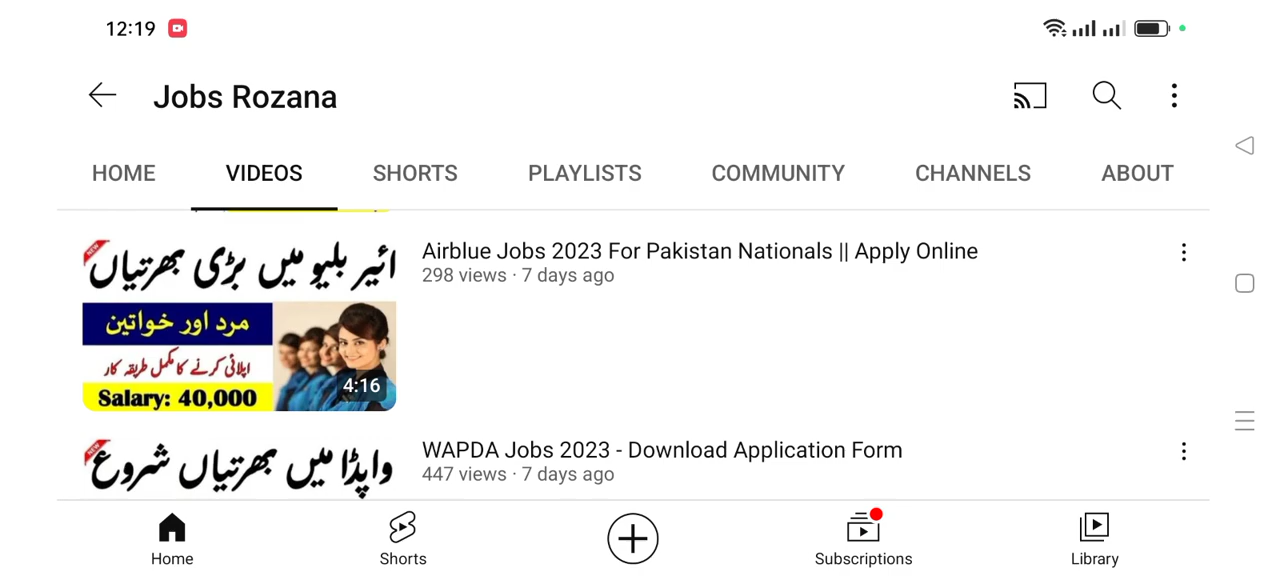 12:19
Jobs Rozana
HOME VIDEOS SHORTS PLAYLISTS COMMUNITY CHANNELS ABOUT
NEW
ائیر بلیو میں بڑی بھرتیاں
مرد اور خواتین
اپلائی کرنے کا مکمل طریقہ کار
Salary: 40,000
4:16
Airblue Jobs 2023 For Pakistan Nationals || Apply Online
298 views · 7 days ago
NEW
واپڈا میں بھرتیاں شروع
WAPDA Jobs 2023 - Download Application Form
447 views · 7 days ago
Home Shorts Subscriptions Library